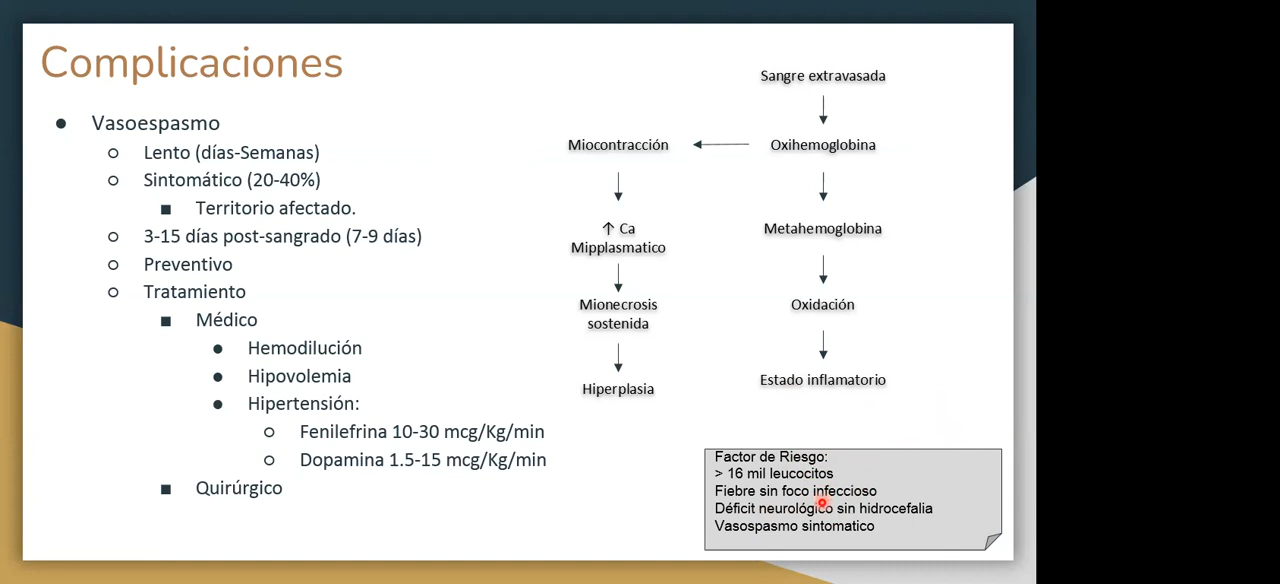 Complicaciones
● Vasoespasmo
○ Lento (días-Semanas)
○ Sintomático (20-40%)
■ Territorio afectado.
○ 3-15 días post-sangrado (7-9 días)
○ Preventivo
○ Tratamiento
■ Médico
● Hemodilución
● Hipovolemia
● Hipertensión:
○ Fenilefrina 10-30 mcg/Kg/min
○ Dopamina 1.5-15 mcg/Kg/min
■ Quirúrgico
Sangre extravasada
Miocontracción
Oxihemoglobina
↑ Ca
Mipplasmatico
Metahemoglobina
Mionecrosis
sostenida
Oxidación
Hiperplasia
Estado inflamatorio
Factor de Riesgo:
> 16 mil leucocitos
Fiebre sin foco infeccioso
Déficit neurológico sin hidrocefalia
Vasospasmo sintomatico